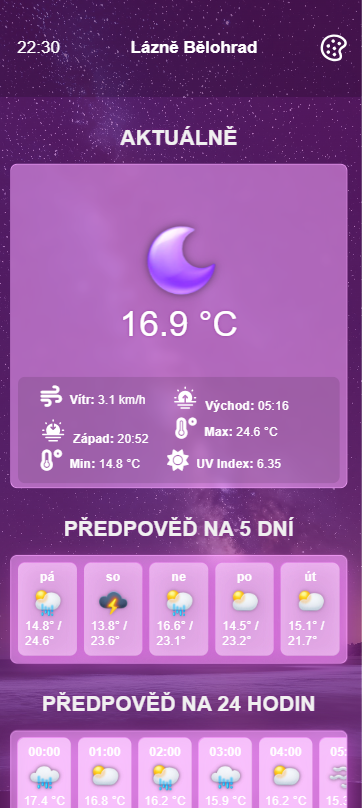 22:30 Lázně Bělohrad
AKTUÁLNĚ
16.9 °C
Vítr: 3.1 km/h Východ: 05:16
Západ: 20:52 Max: 24.6 °C
Min: 14.8 °C UV Index: 6.35
PŘEDPOVĚĎ NA 5 DNÍ
pá so ne po út
14.8° / 13.8° / 16.6° / 14.5° / 15.1° /
24.6° 23.6° 23.1° 23.2° 21.7°
PŘEDPOVĚĎ NA 24 HODIN
00:00 01:00 02:00 03:00 04:00 05:
17.4 °C 16.8 °C 16.2 °C 15.9 °C 16.2 °C 15.